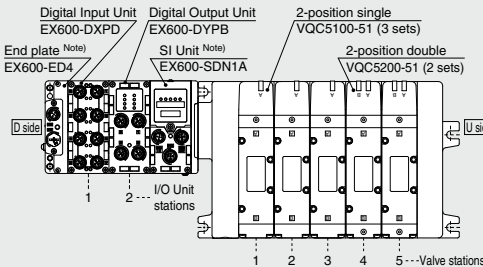 Digital Input Unit
EX600-DXPD
Digital Output Unit
EX600-DYPB
2-position single
VQC5100-51 (3 sets)
End plate Note)
EX600-ED4
SI Unit Note)
EX600-SDN1A
2-position double
VQC5200-51 (2 sets)
D side
1
2 --- I/O Unit
stations
1
2
3
4
5 --- Valve stations